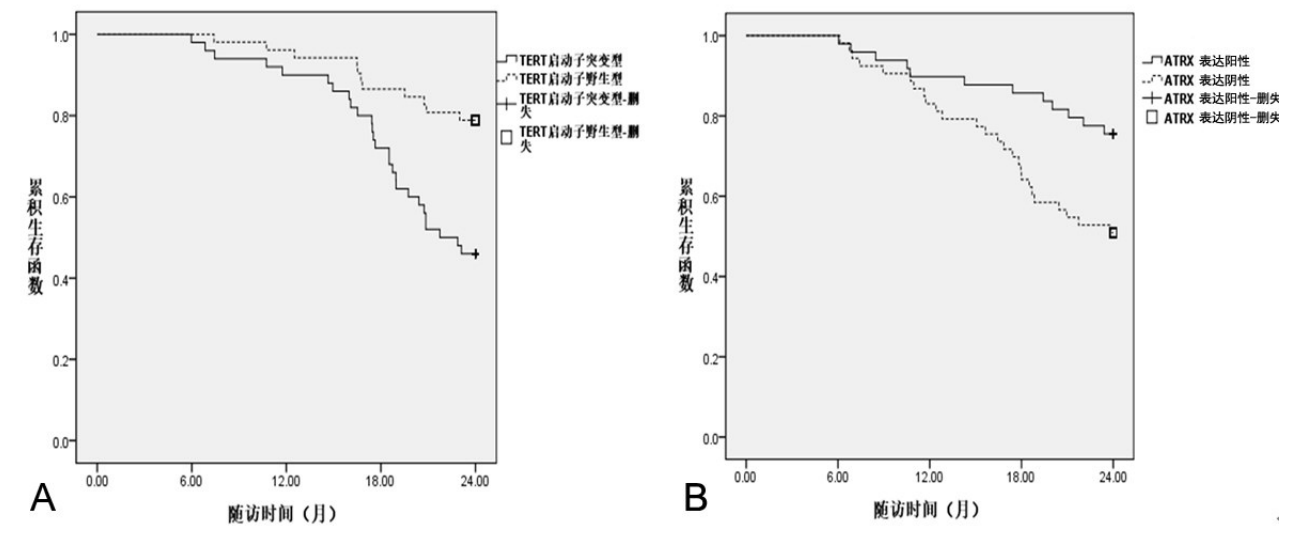 1.0
0.8
0.6
0.4
0.2
0.0
累积生存函数
0.00 6.00 12.00 18.00 24.00
随访时间（月）
TERT启动子突变型
TERT启动子野生型
TERT启动子突变型-删
失
TERT启动子野生型-删
失
A
1.0
0.8
0.6
0.4
0.2
0.0
累积生存函数
0.00 6.00 12.00 18.00 24.00
随访时间（月）
ATRX 表达阳性
ATRX 表达阴性
ATRX 表达阳性-删失
ATRX 表达阴性-删失
B